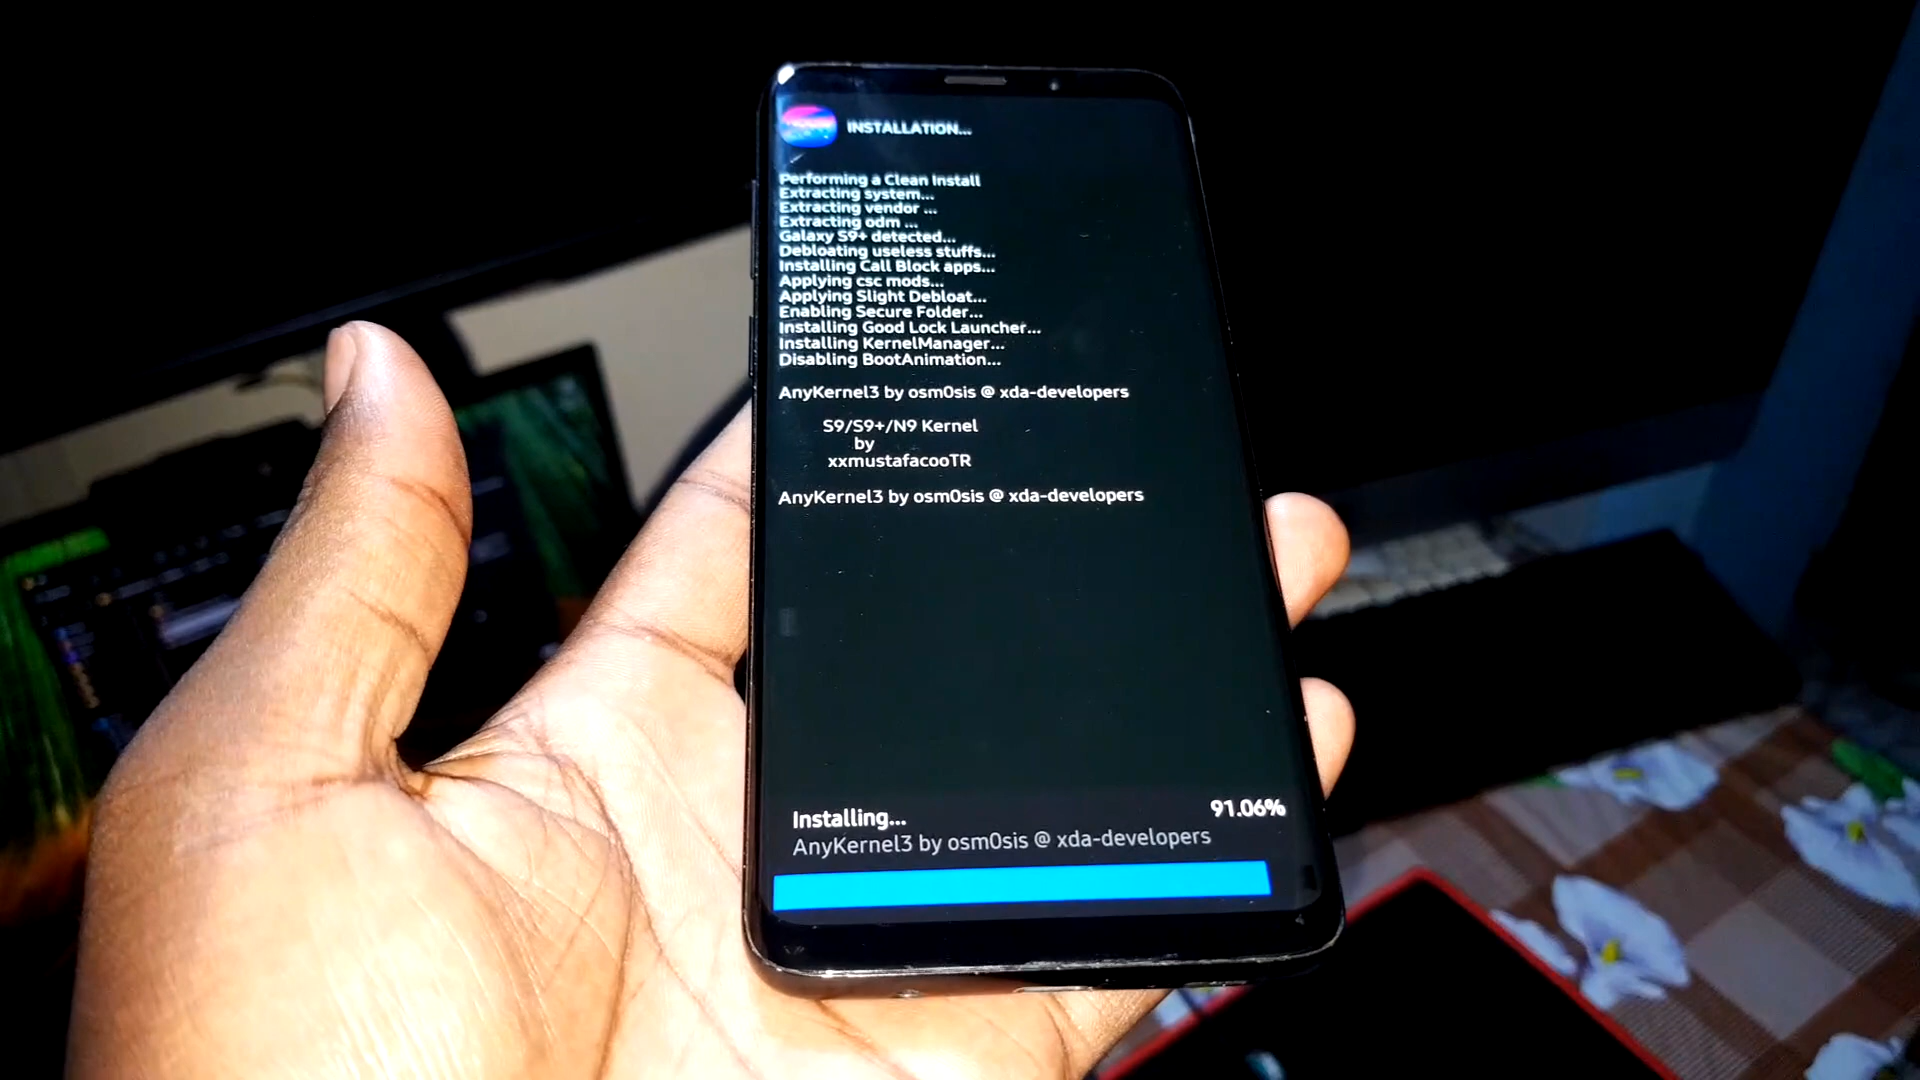 INSTALLATION...
Performing a Clean Install
Extracting system...
Extracting vendor ...
Extracting odm ...
Galaxy S9+ detected...
Debloating useless stuffs...
Installing Call Block apps...
Applying csc mods...
Applying Slight Debloat...
Enabling Secure Folder...
Installing Good Lock Launcher...
Installing KernelManager...
Disabling BootAnimation...
AnyKernel3 by osm0sis @ xda-developers
S9/S9+/N9 Kernel
by
xxmustafacooTR
AnyKernel3 by osm0sis @ xda-developers
Installing... 91.06%
AnyKernel3 by osm0sis @ xda-developers